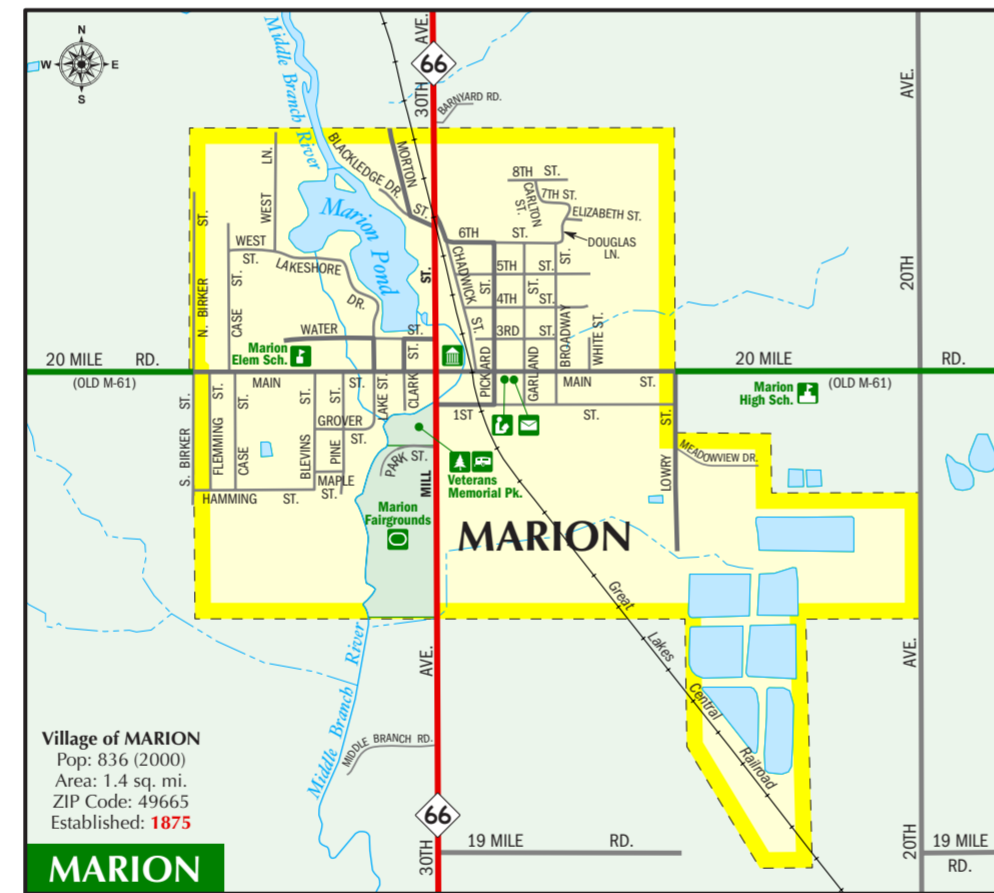 N
W E
S
Middle Branch River
30TH AVE.
66
BARNYARD RD.
AVE.
20TH
WEST LN.
BLACKLEDGE DR.
MORTON ST.
Marion Pond
8TH ST.
7TH ST.
CARLTON ST.
ELIZABETH ST.
DOUGLAS LN.
N. BIRKER ST.
WEST ST.
CASE ST.
LAKESHORE DR.
ST.
6TH ST.
CHADWICK ST.
5TH ST.
4TH ST.
3RD ST.
PICKARD ST.
GARLAND ST.
BROADWAY ST.
WHITE ST.
WATER ST.
Marion
Elem Sch.
20 MILE RD.
(OLD M-61)
20 MILE RD.
(OLD M-61)
Marion
High Sch.
MAIN ST.
MAIN ST.
LAKE ST.
CLARK ST.
1ST ST.
S. BIRKER ST.
FLEMMING ST.
CASE ST.
BLEVINS ST.
PINE ST.
GROVER ST.
MAPLE ST.
HAMMING ST.
PARK ST.
MILL
LOWRY ST.
MEADOWVIEW DR.
Veterans
Memorial Pk.
Marion
Fairgrounds
MARION
Great Lakes Central Railroad
Middle Branch River
AVE.
AVE.
MIDDLE BRANCH RD.
66
30TH
19 MILE RD.
20TH
19 MILE
RD.
Village of MARION
Pop: 836 (2000)
Area: 1.4 sq. mi.
ZIP Code: 49665
Established: 1875
MARION